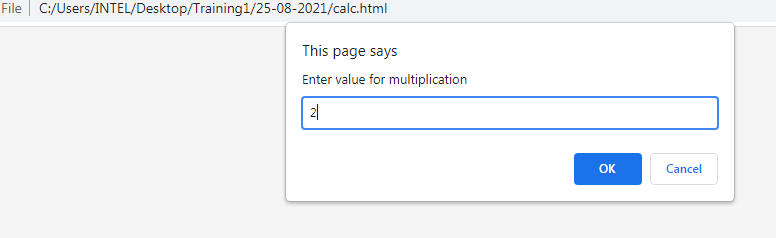 File C:/Users/INTEL/Desktop/Training1/25-08-2021/calc.html
This page says
Enter value for multiplication
2
OK Cancel